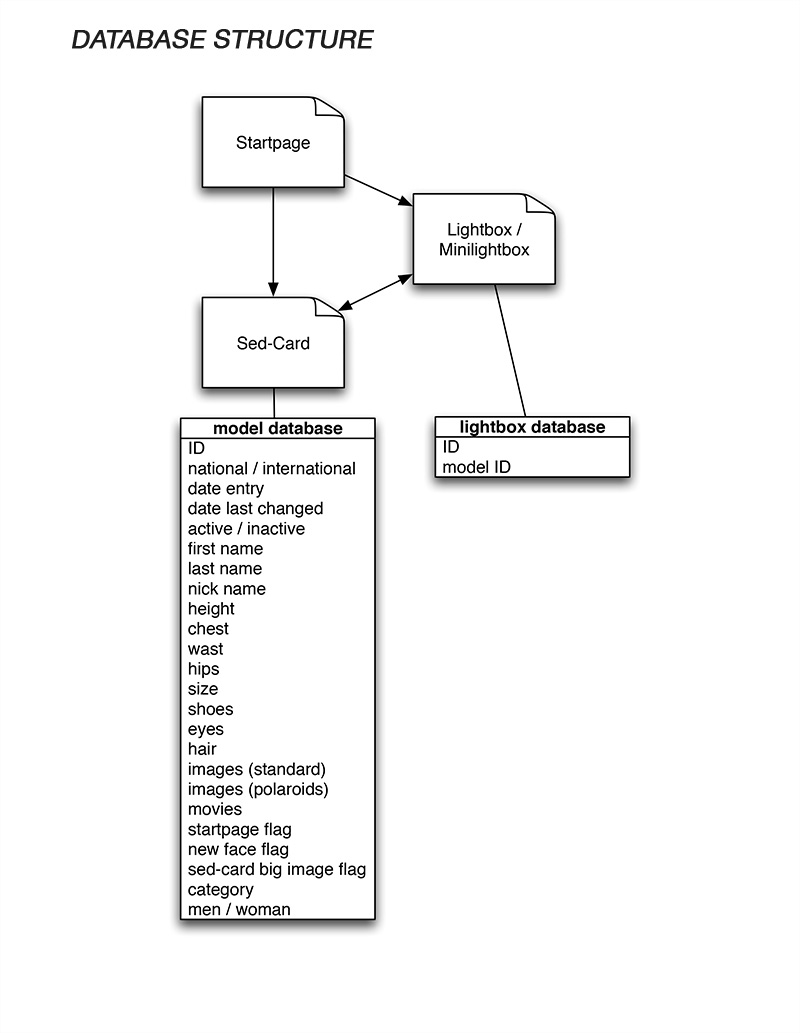 DATABASE STRUCTURE
Startpage
Lightbox /
Minilightbox
Sed-Card
model database
ID
national / international
date entry
date last changed
active / inactive
first name
last name
nick name
height
chest
wast
hips
size
shoes
eyes
hair
images (standard)
images (polaroids)
movies
startpage flag
new face flag
sed-card big image flag
category
men / woman
lightbox database
ID
model ID